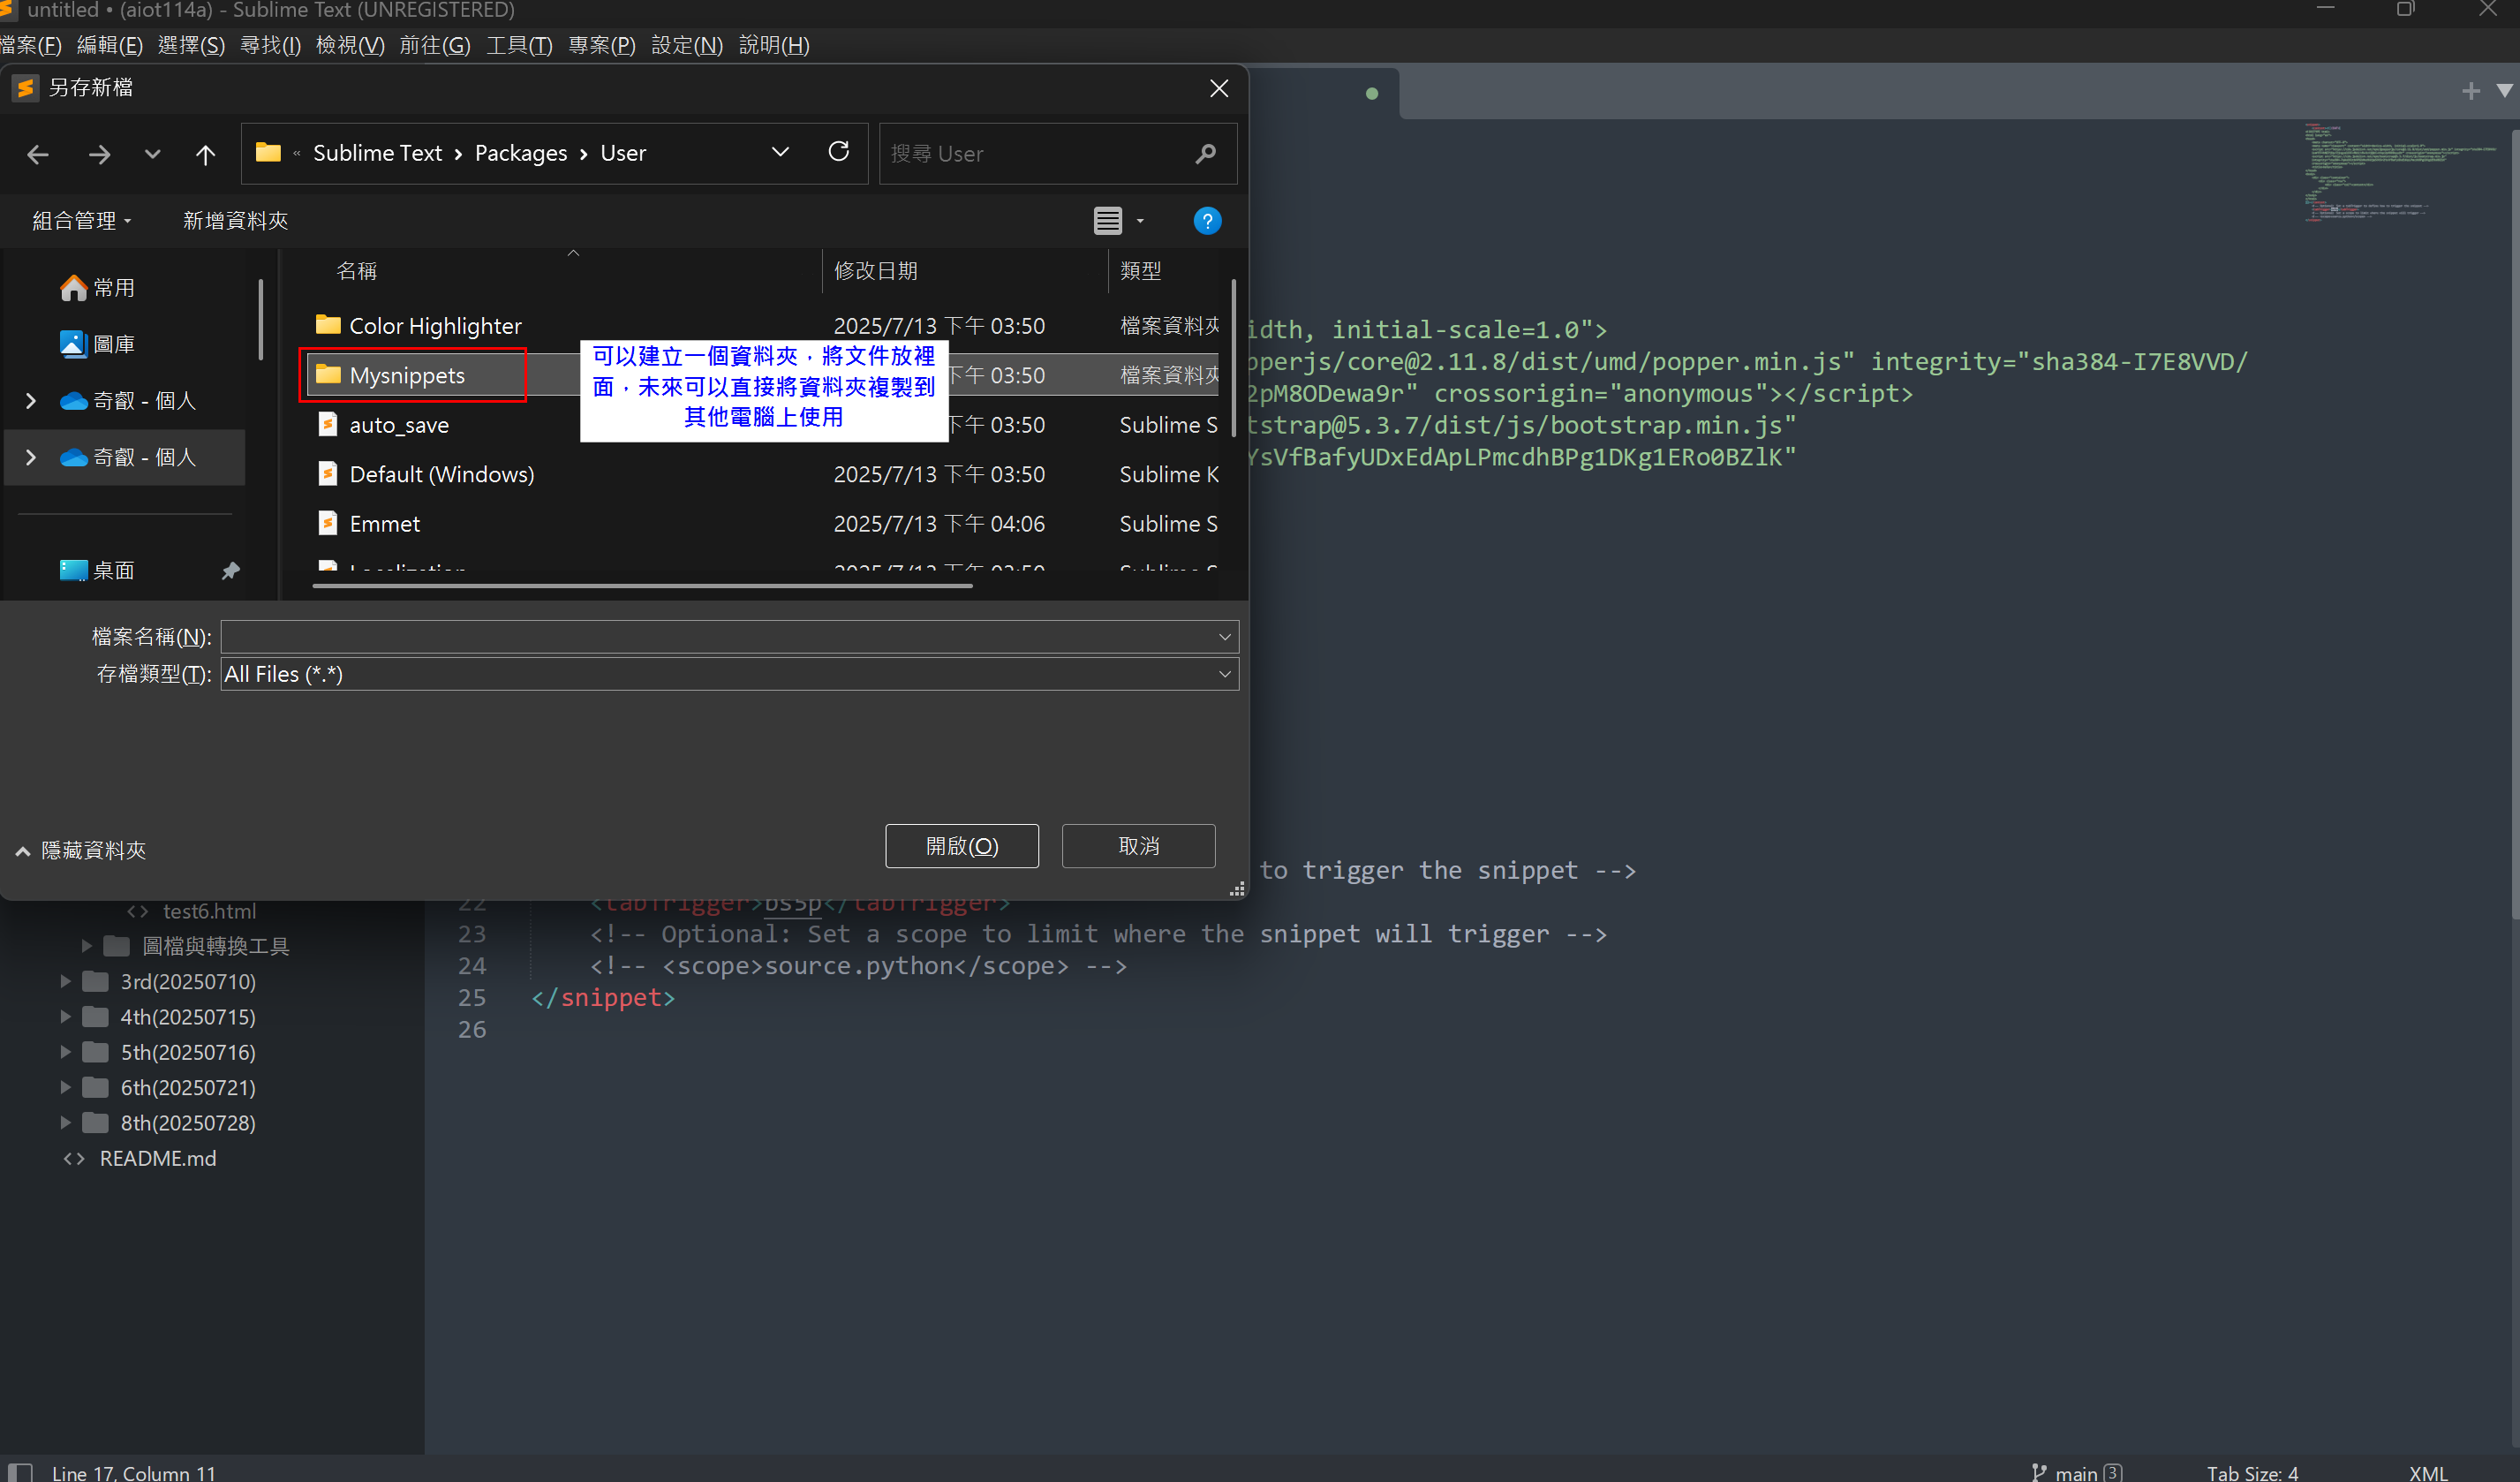 untitled • (aiot114a) - Sublime Text (UNREGISTERED)
檔案(F) 編輯(E) 選擇(S) 尋找(I) 檢視(V) 前往(G) 工具(T) 專案(P) 設定(N) 說明(H)
另存新檔
« Sublime Text › Packages › User
搜尋 User
組合管理
新增資料夾
常用
圖庫
奇叡 - 個人
奇叡 - 個人
桌面
名稱 修改日期 類型
Color Highlighter 2025/7/13 下午 03:50 檔案資料夾
Mysnippets 下午 03:50 檔案資料夾
可以建立一個資料夾，將文件放裡
面，未來可以直接將資料夾複製到
其他電腦上使用
auto_save 下午 03:50 Sublime S
Default (Windows) 2025/7/13 下午 03:50 Sublime K
Emmet 2025/7/13 下午 04:06 Sublime S
檔案名稱(N):
存檔類型(T): All Files (*.*)
隱藏資料夾
開啟(O)
取消
idth, initial-scale=1.0">
pperjs/core@2.11.8/dist/umd/popper.min.js" integrity="sha384-I7E8VVD/
2pM8ODewa9r" crossorigin="anonymous"></script>
tstrap@5.3.7/dist/js/bootstrap.min.js"
YsVfBafyUDxEdApLPmcdhBPg1DKg1ERo0BZlK"
to trigger the snippet -->
22 <tabTrigger>bs5p</tabTrigger>
23 <!-- Optional: Set a scope to limit where the snippet will trigger -->
24 <!-- <scope>source.python</scope> -->
25 </snippet>
26
test6.html
圖檔與轉換工具
3rd(20250710)
4th(20250715)
5th(20250716)
6th(20250721)
8th(20250728)
README.md
Line 17, Column 11
main 3
Tab Size: 4
XML